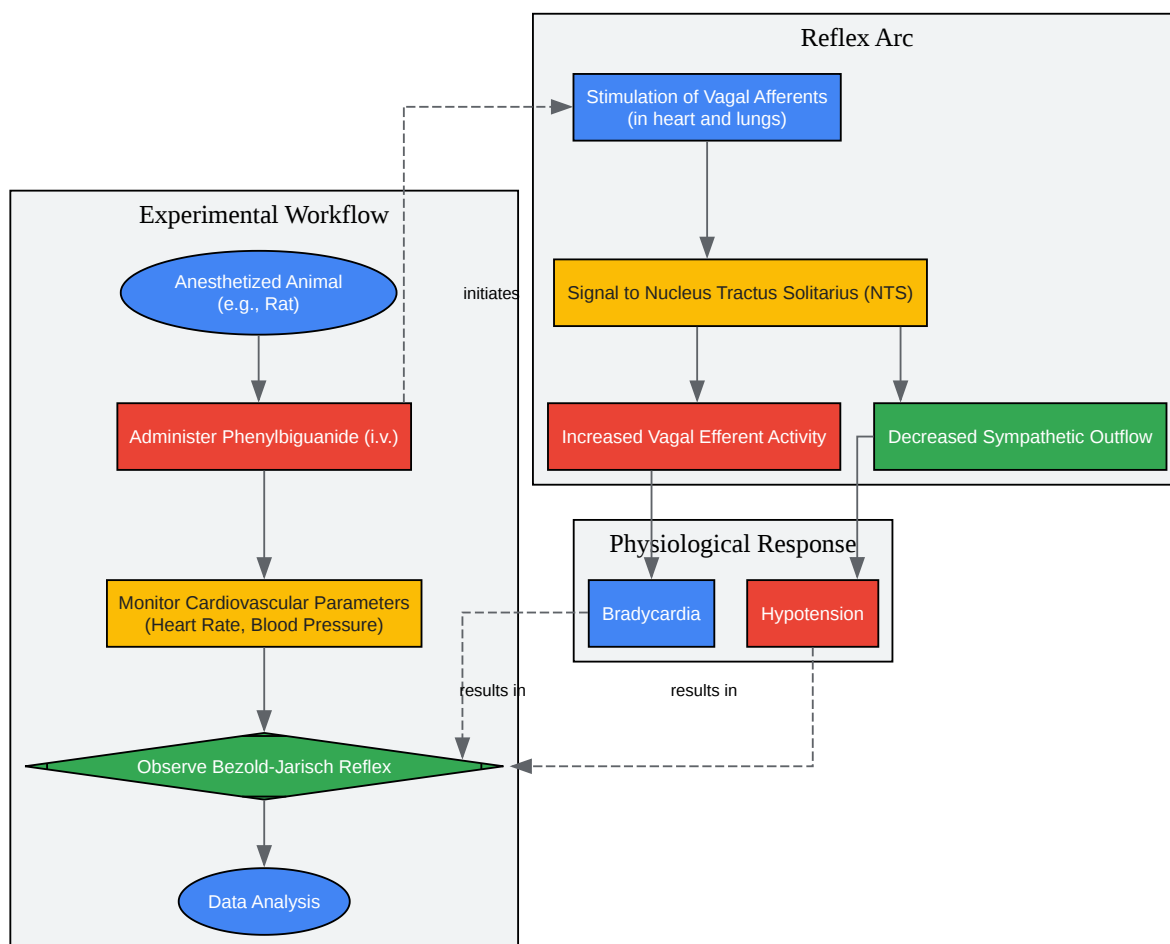 Reflex Arc
Stimulation of Vagal Afferents
(in heart and lungs)
Experimental Workflow
Anesthetized Animal
(e.g., Rat)
initiates
Signal to Nucleus Tractus Solitarius (NTS)
Administer Phenylbiguanide (i.v.)
Increased Vagal Efferent Activity
Decreased Sympathetic Outflow
Physiological Response
Monitor Cardiovascular Parameters
(Heart Rate, Blood Pressure)
Bradycardia
Hypotension
results in
results in
Observe Bezold-Jarisch Reflex
Data Analysis